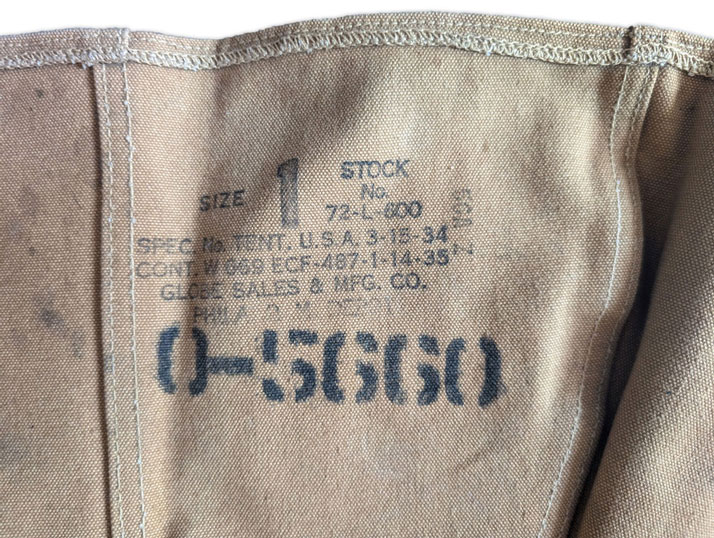 SIZE 1 STOCK
No.
72-L-600
SPEC. No. TENT. U.S.A. 3-15-34
CONT. W 669 ECF-487-1-14-35
GLOBE SALES & MFG. CO.
PHILA. Q. M. DEPOT
O-5660